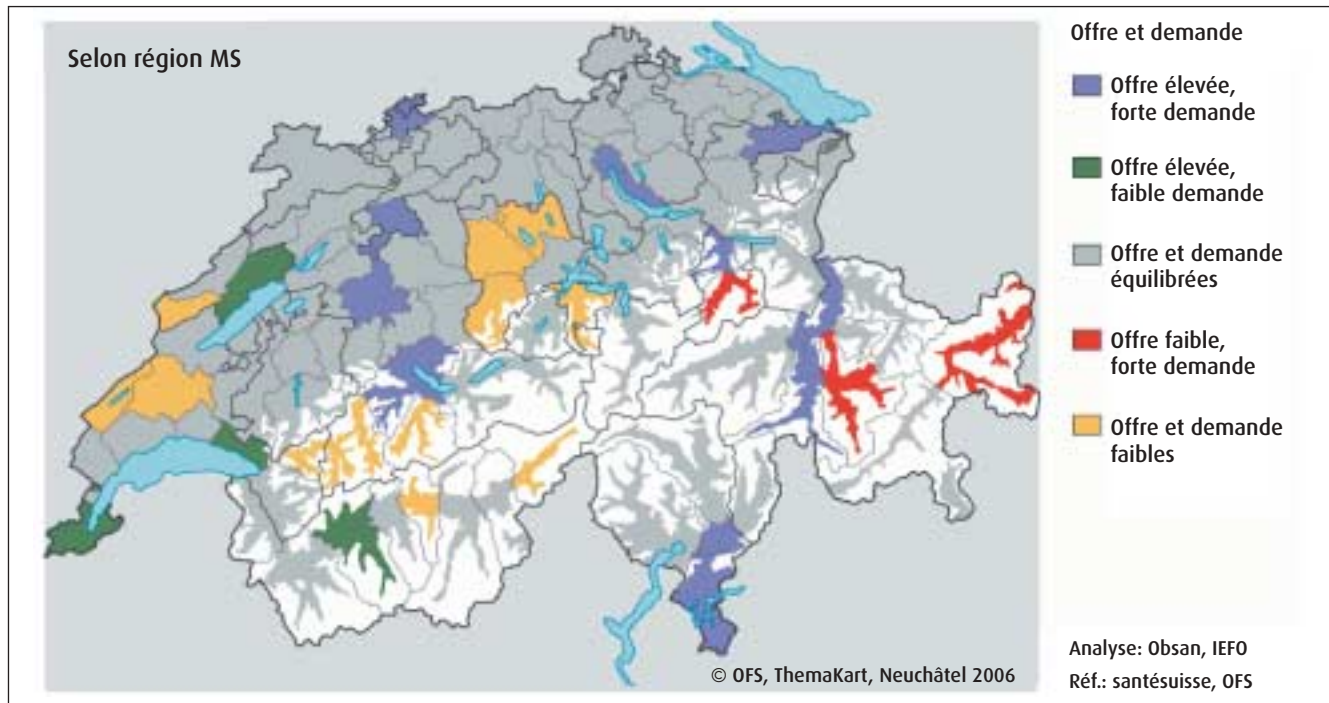 Selon région MS
Offre et demande
Offre élevée,
forte demande
Offre élevée,
faible demande
Offre et demande
équilibrées
Offre faible,
forte demande
Offre et demande
faibles
© OFS, ThemaKart, Neuchâtel 2006
Analyse: Obsan, IEFO
Réf.: santésuisse, OFS